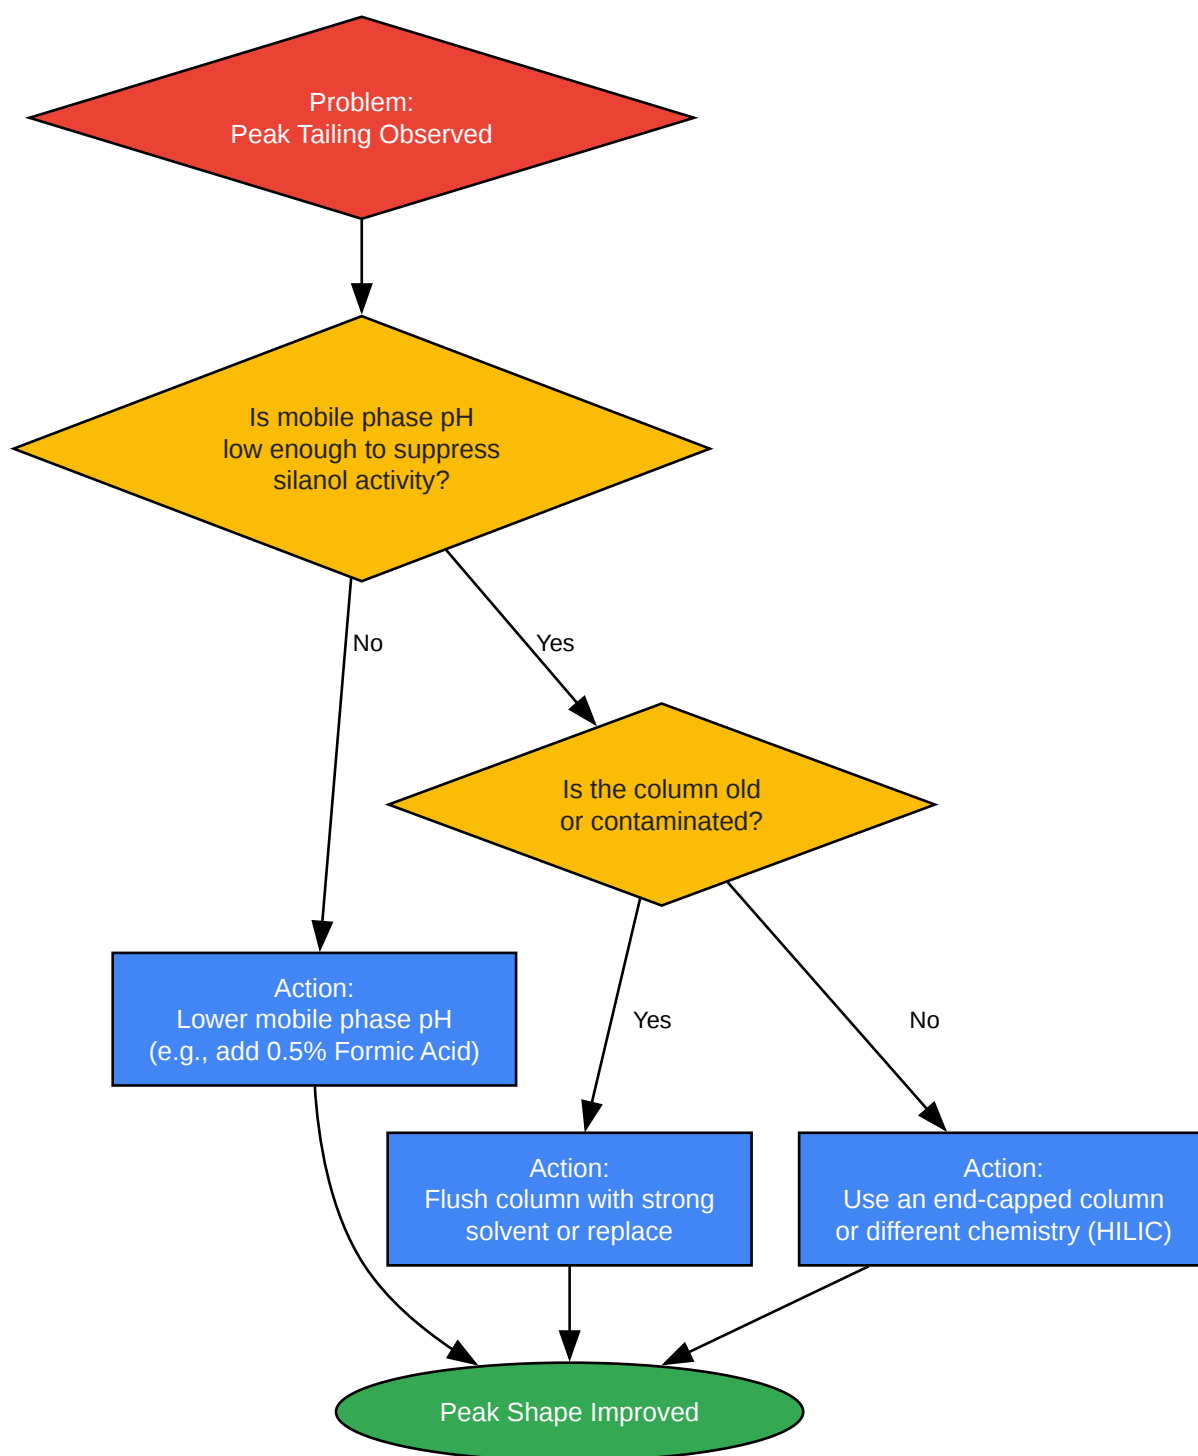 Problem:
Peak Tailing Observed
Is mobile phase pH
low enough to suppress
silanol activity?
No
Yes
Is the column old
or contaminated?
Action:
Lower mobile phase pH
(e.g., add 0.5% Formic Acid)
Yes
No
Action:
Flush column with strong
solvent or replace
Action:
Use an end-capped column
or different chemistry (HILIC)
Peak Shape Improved